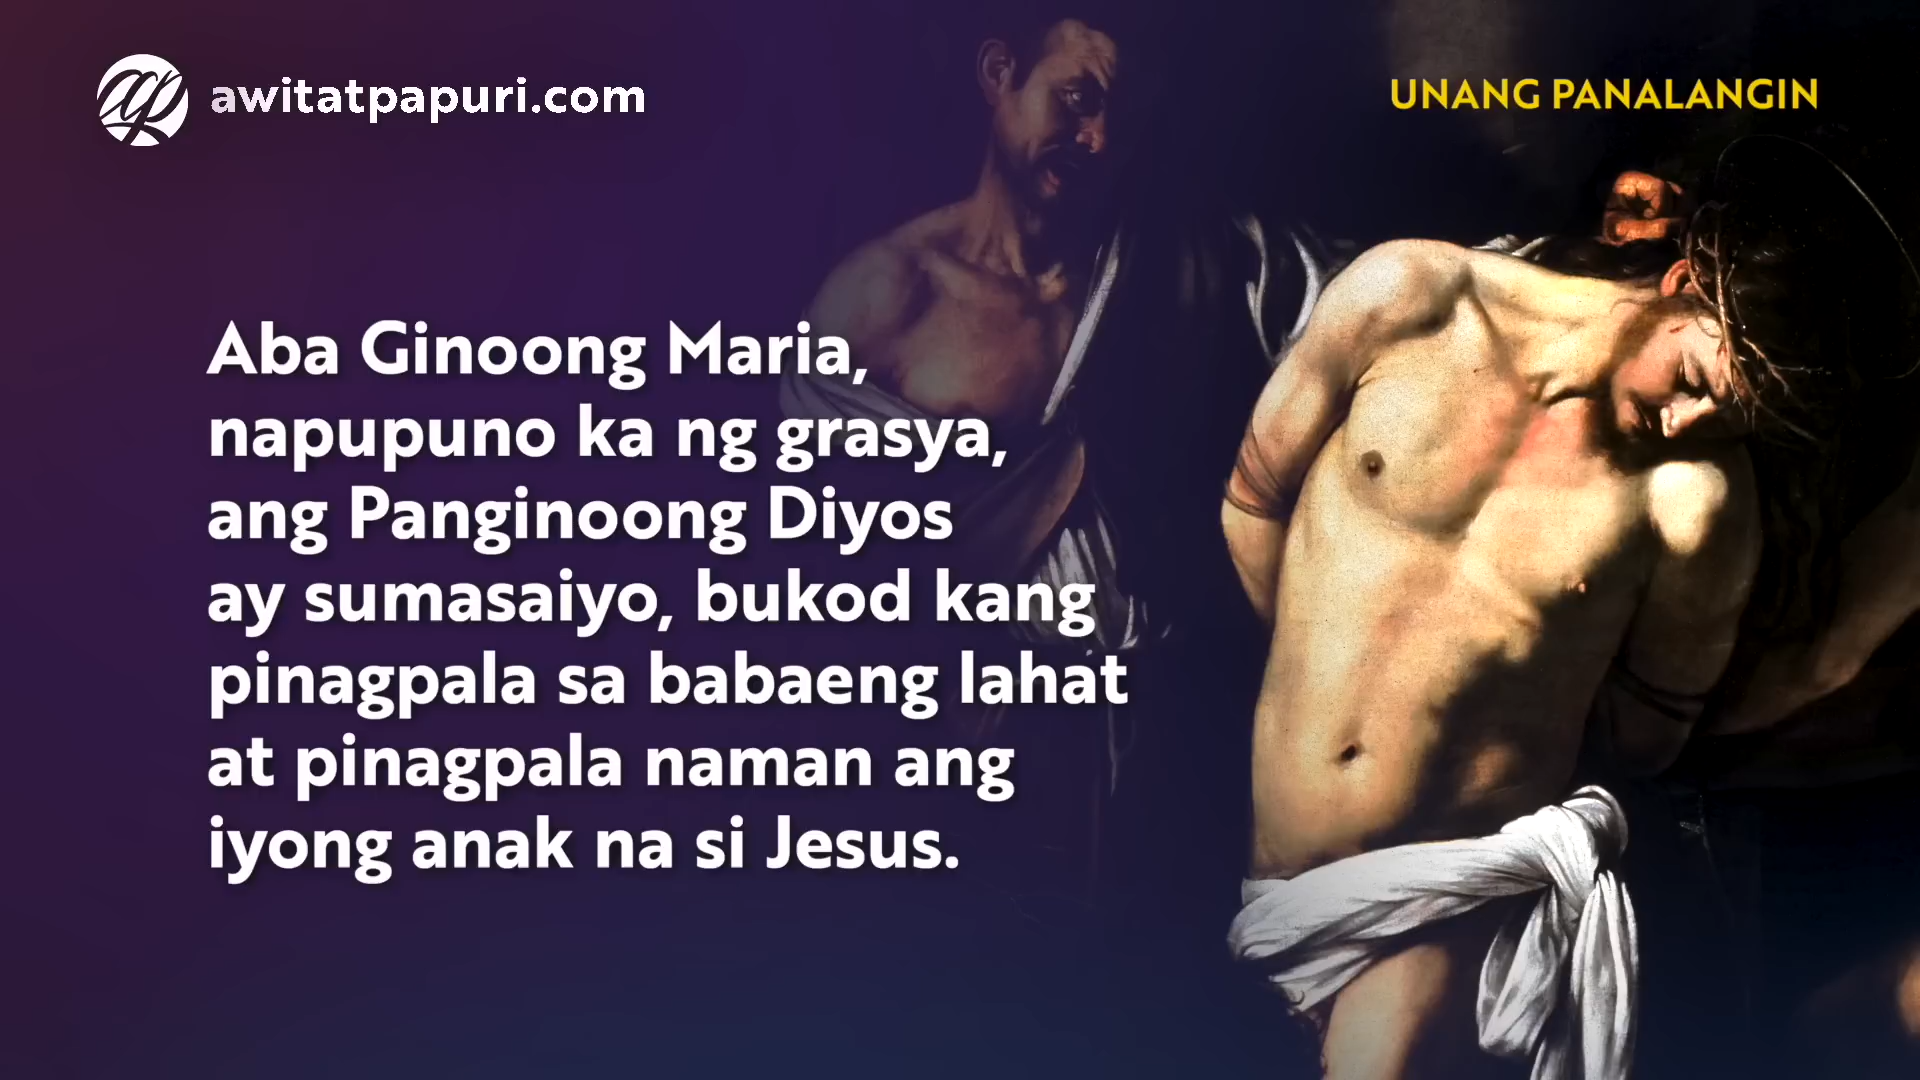 awitatpapuri.com
UNANG PANALANGIN
Aba Ginoong Maria,
napupuno ka ng grasya,
ang Panginoong Diyos
ay sumasaiyo, bukod kang
pinagpala sa babaeng lahat
at pinagpala naman ang
iyong anak na si Jesus.